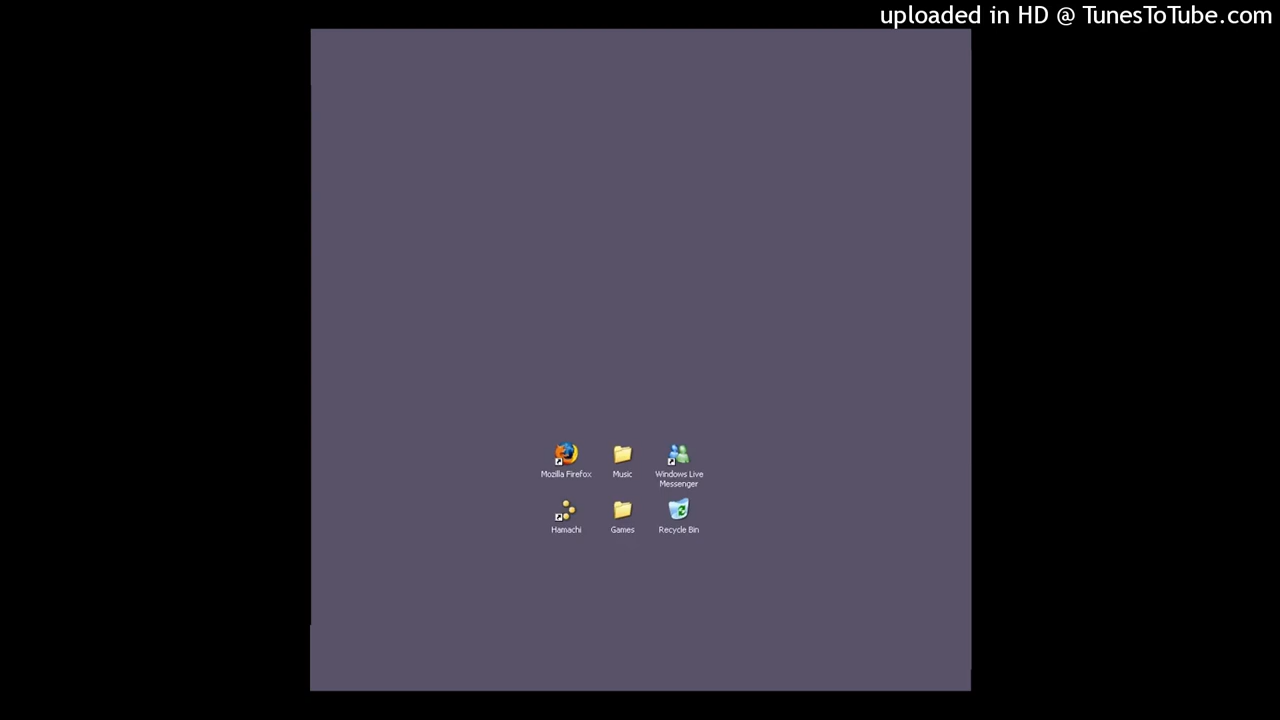 uploaded in HD @ TunesToTube.com
Mozilla Firefox
Music
Windows Live
Messenger
Hamachi
Games
Recycle Bin